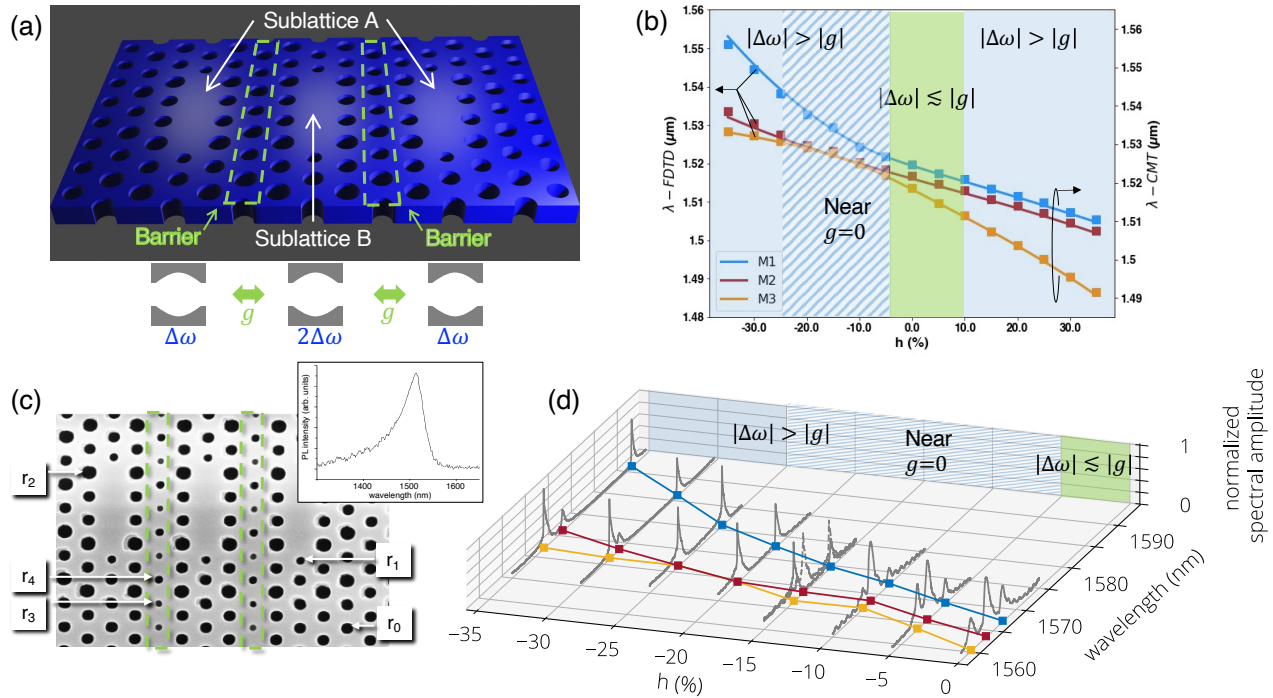 (a)
Sublattice A
Barrier
Sublattice B
Barrier
g
g
Δω
2Δω
Δω
(b)
|Δω| > |g|
|Δω| > |g|
|Δω| ≲ |g|
Near
g=0
1.56
1.55
1.54
1.53
1.52
1.51
1.50
1.49
1.48
λ − FDTD (μm)
1.56
1.55
1.54
1.53
1.52
1.51
1.5
1.49
λ − CMT (μm)
M1
M2
M3
-30.0
-20.0
-10.0
0.0
10.0
20.0
30.0
h (%)
(c)
r2
r4
r3
r1
r0
PL intensity (arb. units)
1400
1500
1600
wavelength (nm)
(d)
|Δω| > |g|
Near
g=0
|Δω| ≲ |g|
1
0
normalized
spectral amplitude
1590
1580
1570
1560
wavelength (nm)
−35
−30
−25
−20
−15
−10
−5
0
h (%)